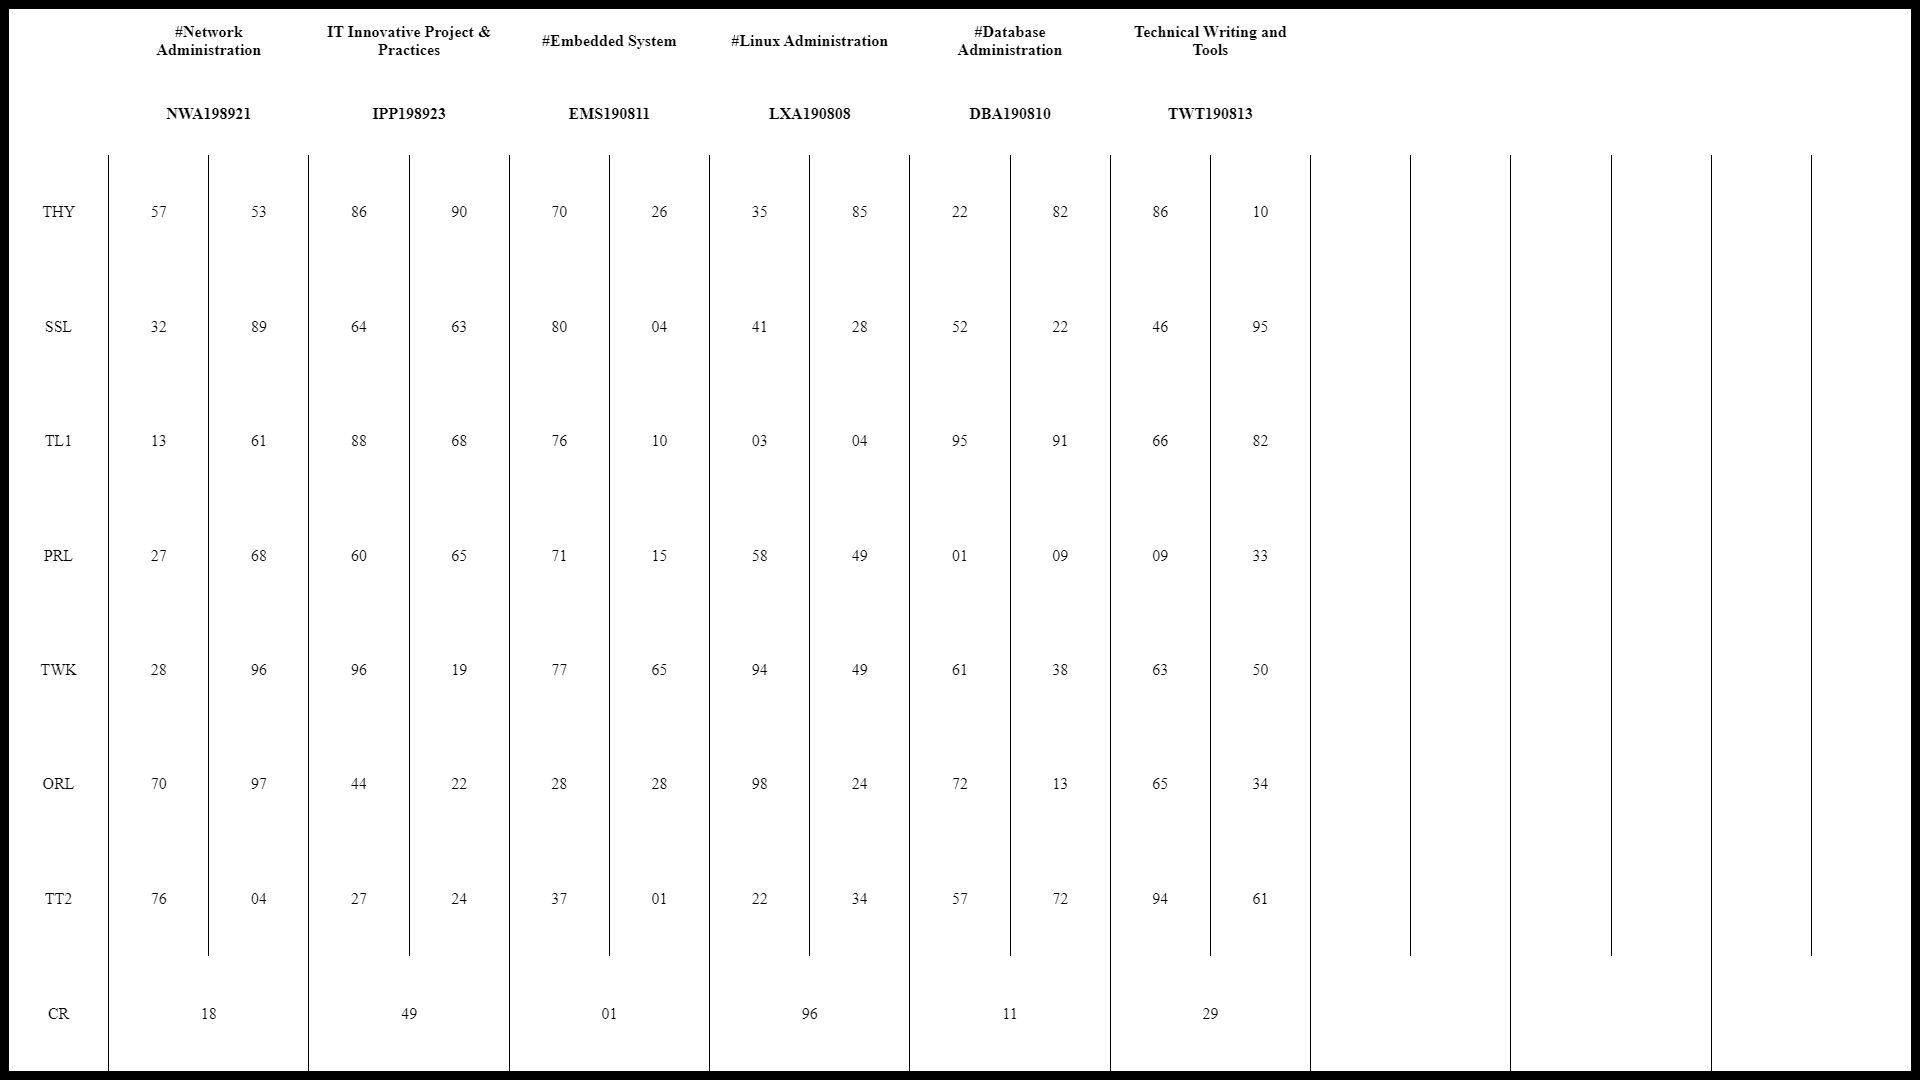 #Network Administration IT Innovative Project & Practices #Embedded System #Linux Administration #Database Administration Technical Writing and Tools
NWA198921 IPP198923 EMS190811 LXA190808 DBA190810 TWT190813
THY 57 53 86 90 70 26 35 85 22 82 86 10
SSL 32 89 64 63 80 04 41 28 52 22 46 95
TL1 13 61 88 68 76 10 03 04 95 91 66 82
PRL 27 68 60 65 71 15 58 49 01 09 09 33
TWK 28 96 96 19 77 65 94 49 61 38 63 50
ORL 70 97 44 22 28 28 98 24 72 13 65 34
TT2 76 04 27 24 37 01 22 34 57 72 94 61
CR 18 49 01 96 11 29